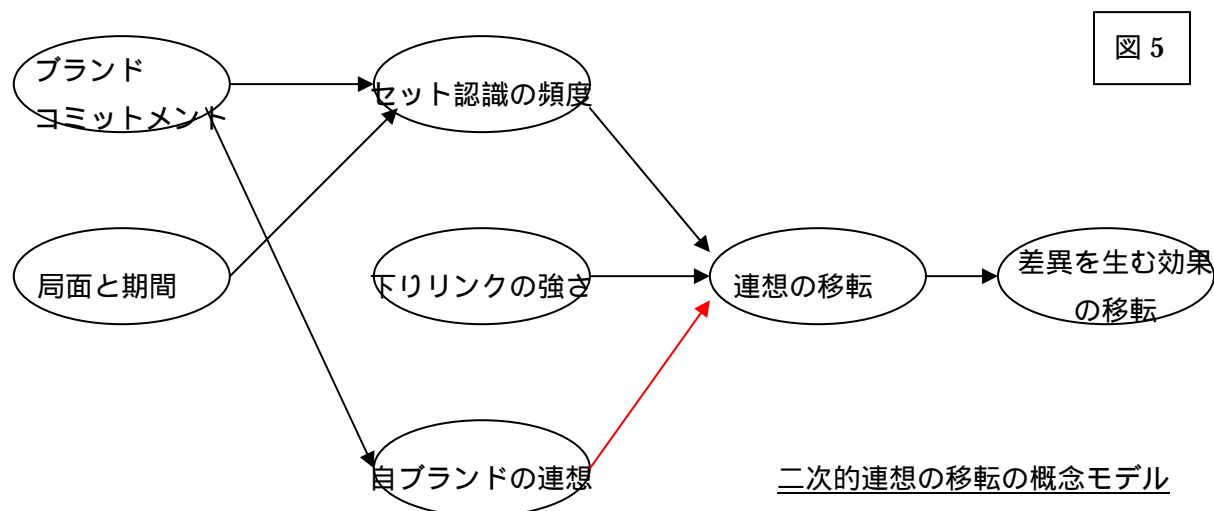 図 5
ブランド
コミットメント
セット認識の頻度
局面と期間
下りリンクの強さ
連想の移転
差異を生む効果
の移転
自ブランドの連想
二次的連想の移転の概念モデル